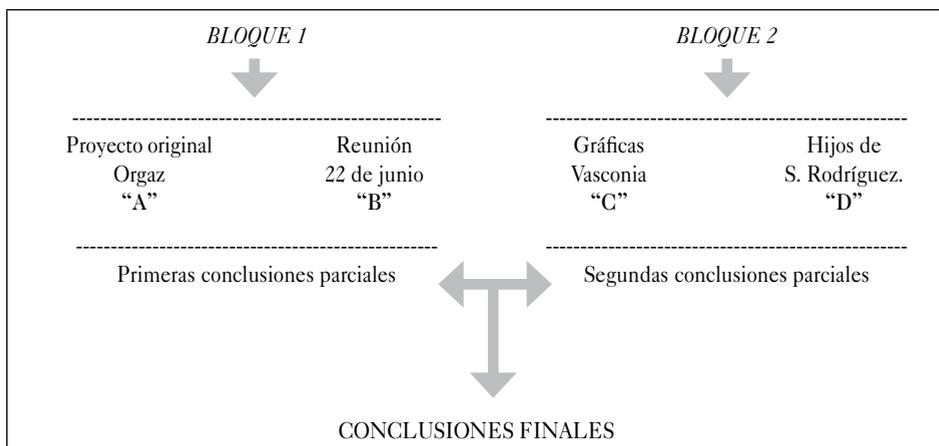 BLOQUE 1
BLOQUE 2
Proyecto original
Orgaz
“A”
Reunión
22 de junio
“B”
Gráficas
Vasconia
“C”
Hijos de
S. Rodríguez.
“D”
Primeras conclusiones parciales
Segundas conclusiones parciales
CONCLUSIONES FINALES